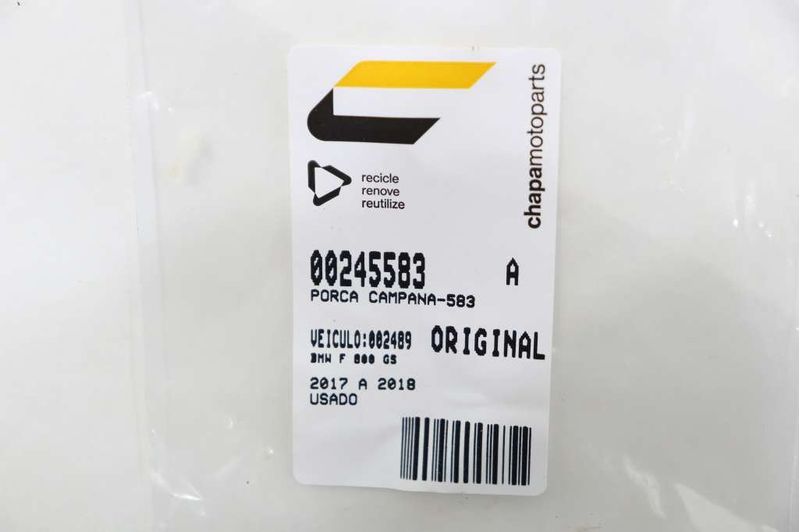 chapamotoparts
recicle
renove
reutilize
00245583 A
PORCA CAMPANA-583
VEICULO:002489 ORIGINAL
BMW F 800 GS
2017 A 2018
USADO